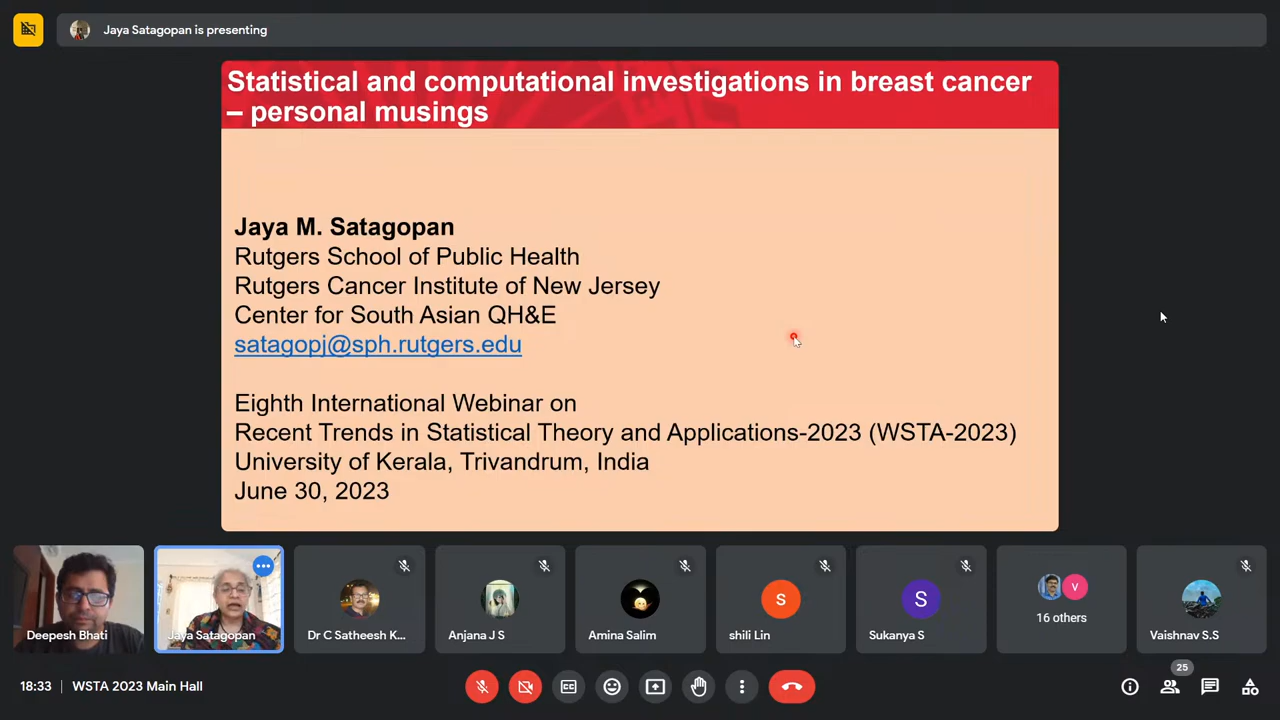 Jaya Satagopan is presenting
Statistical and computational investigations in breast cancer
– personal musings
Jaya M. Satagopan
Rutgers School of Public Health
Rutgers Cancer Institute of New Jersey
Center for South Asian QH&E
satagopj@sph.rutgers.edu
Eighth International Webinar on
Recent Trends in Statistical Theory and Applications-2023 (WSTA-2023)
University of Kerala, Trivandrum, India
June 30, 2023
Deepesh Bhati
Jaya Satagopan
Dr C Satheesh K...
Anjana J S
Amina Salim
S
shili Lin
S
Sukanya S
V
16 others
Vaishnav S.S
18:33 | WSTA 2023 Main Hall
25